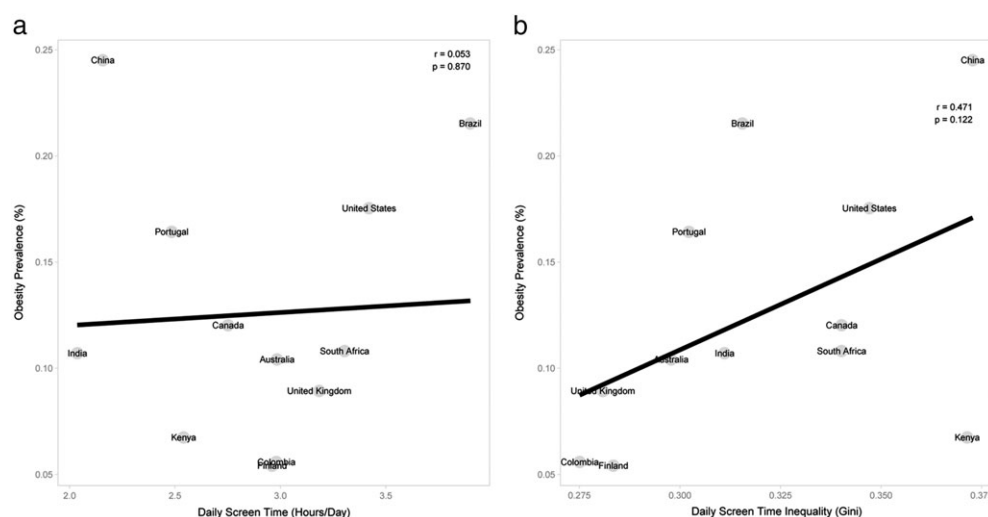 a
r = 0.053
p = 0.870
Obesity Prevalence (%)
0.25
0.20
0.15
0.10
0.05
China
Brazil
United States
Portugal
Canada
India
South Africa
Australia
United Kingdom
Kenya
Colombia
Finland
2.0 2.5 3.0 3.5
Daily Screen Time (Hours/Day)
b
r = 0.471
p = 0.122
Obesity Prevalence (%)
0.25
0.20
0.15
0.10
0.05
China
Brazil
United States
Portugal
Canada
India
South Africa
Australia
United Kingdom
Kenya
Colombia
Finland
0.275 0.300 0.325 0.350 0.37
Daily Screen Time Inequality (Gini)